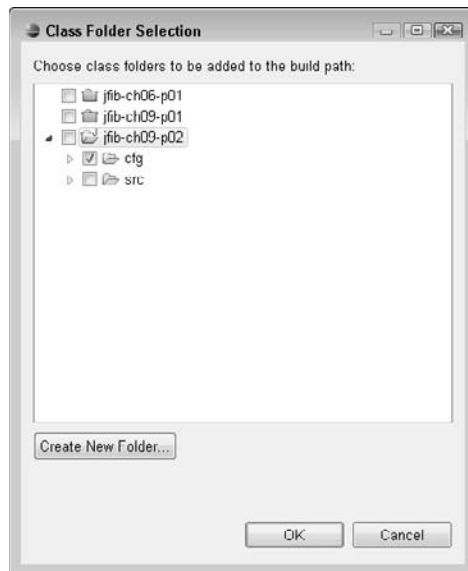 Class Folder Selection
Choose class folders to be added to the build path:
jfib-ch06-p01
jfib-ch09-p01
jfib-ch09-p02
cfg
src
Create New Folder...
OK
Cancel